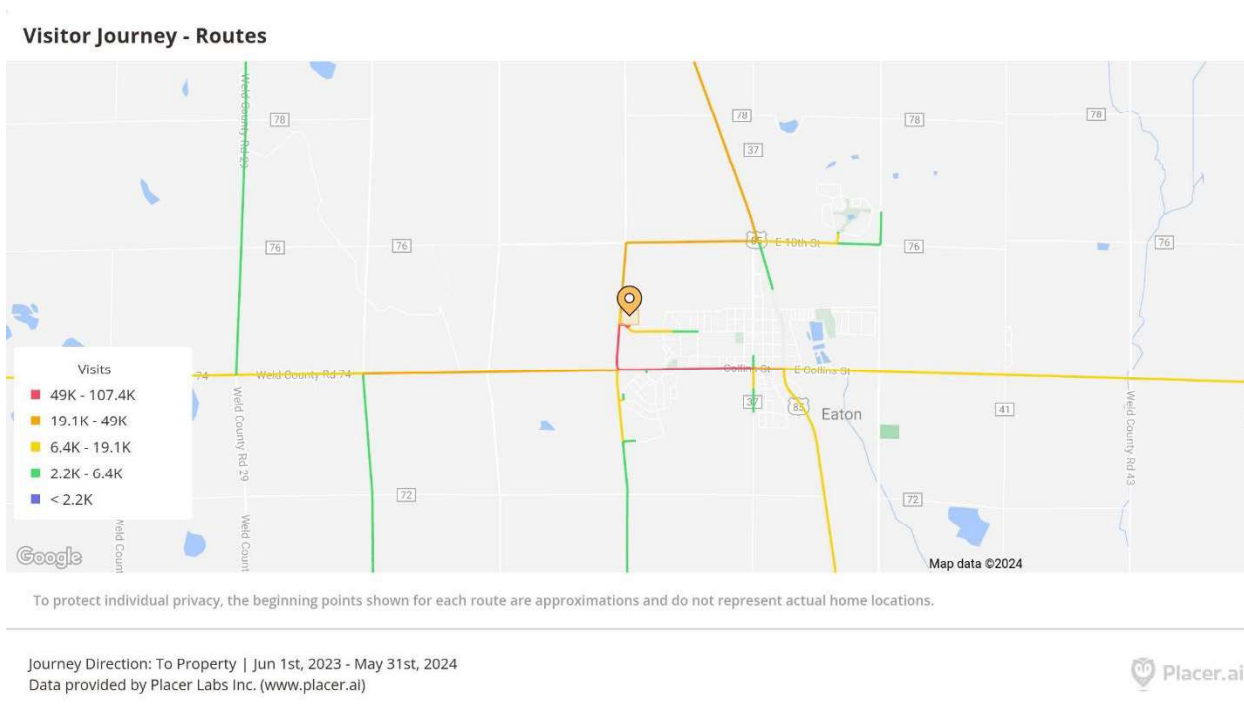 Visitor Journey - Routes
Weld County Rd 29
78
78
78
78
37
76
76
85
E 10th St
76
76
74
Weld County Rd 74
Collins St
E Collins St
37
85
Eaton
41
Weld County Rd 29
Weld County Rd 43
72
72
Weld Count
Weld Count
Visits
49K - 107.4K
19.1K - 49K
6.4K - 19.1K
2.2K - 6.4K
< 2.2K
Google
Map data ©2024
To protect individual privacy, the beginning points shown for each route are approximations and do not represent actual home locations.
Journey Direction: To Property | Jun 1st, 2023 - May 31st, 2024
Data provided by Placer Labs Inc. (www.placer.ai)
Placer.ai